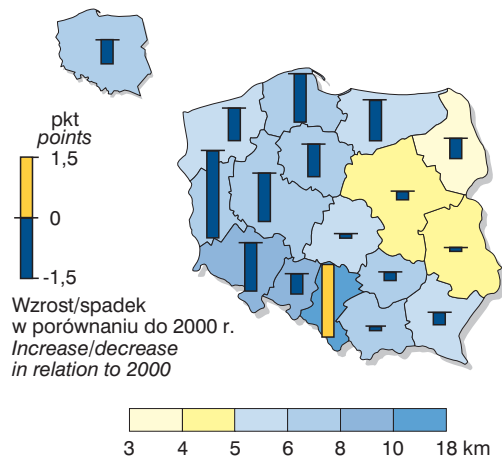 pkt
points
1,5
0
-1,5
Wzrost/spadek
w porównaniu do 2000 r.
Increase/decrease
in relation to 2000
3 4 5 6 8 10 18 km